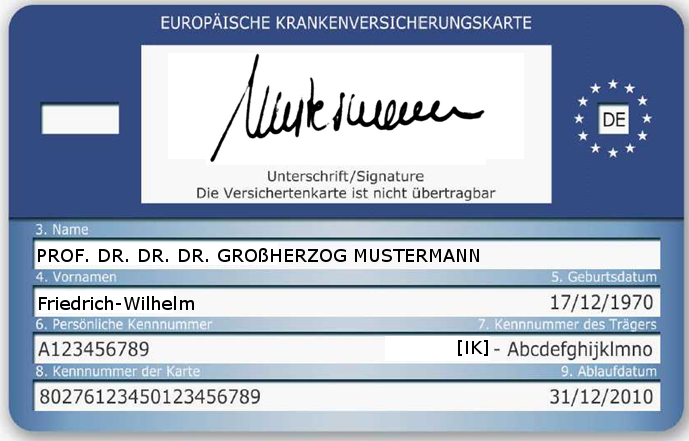 EUROPÄISCHE KRANKENVERSICHERUNGSKARTE
Mustermann
DE
Unterschrift/Signature
Die Versichertenkarte ist nicht übertragbar
3. Name
PROF. DR. DR. DR. GROßHERZOG MUSTERMANN
4. Vornamen 5. Geburtsdatum
Friedrich-Wilhelm 17/12/1970
6. Persönliche Kennnummer 7. Kennnummer des Trägers
A123456789 [IK] - Abcdefghijklmno
8. Kennnummer der Karte 9. Ablaufdatum
80276123450123456789 31/12/2010